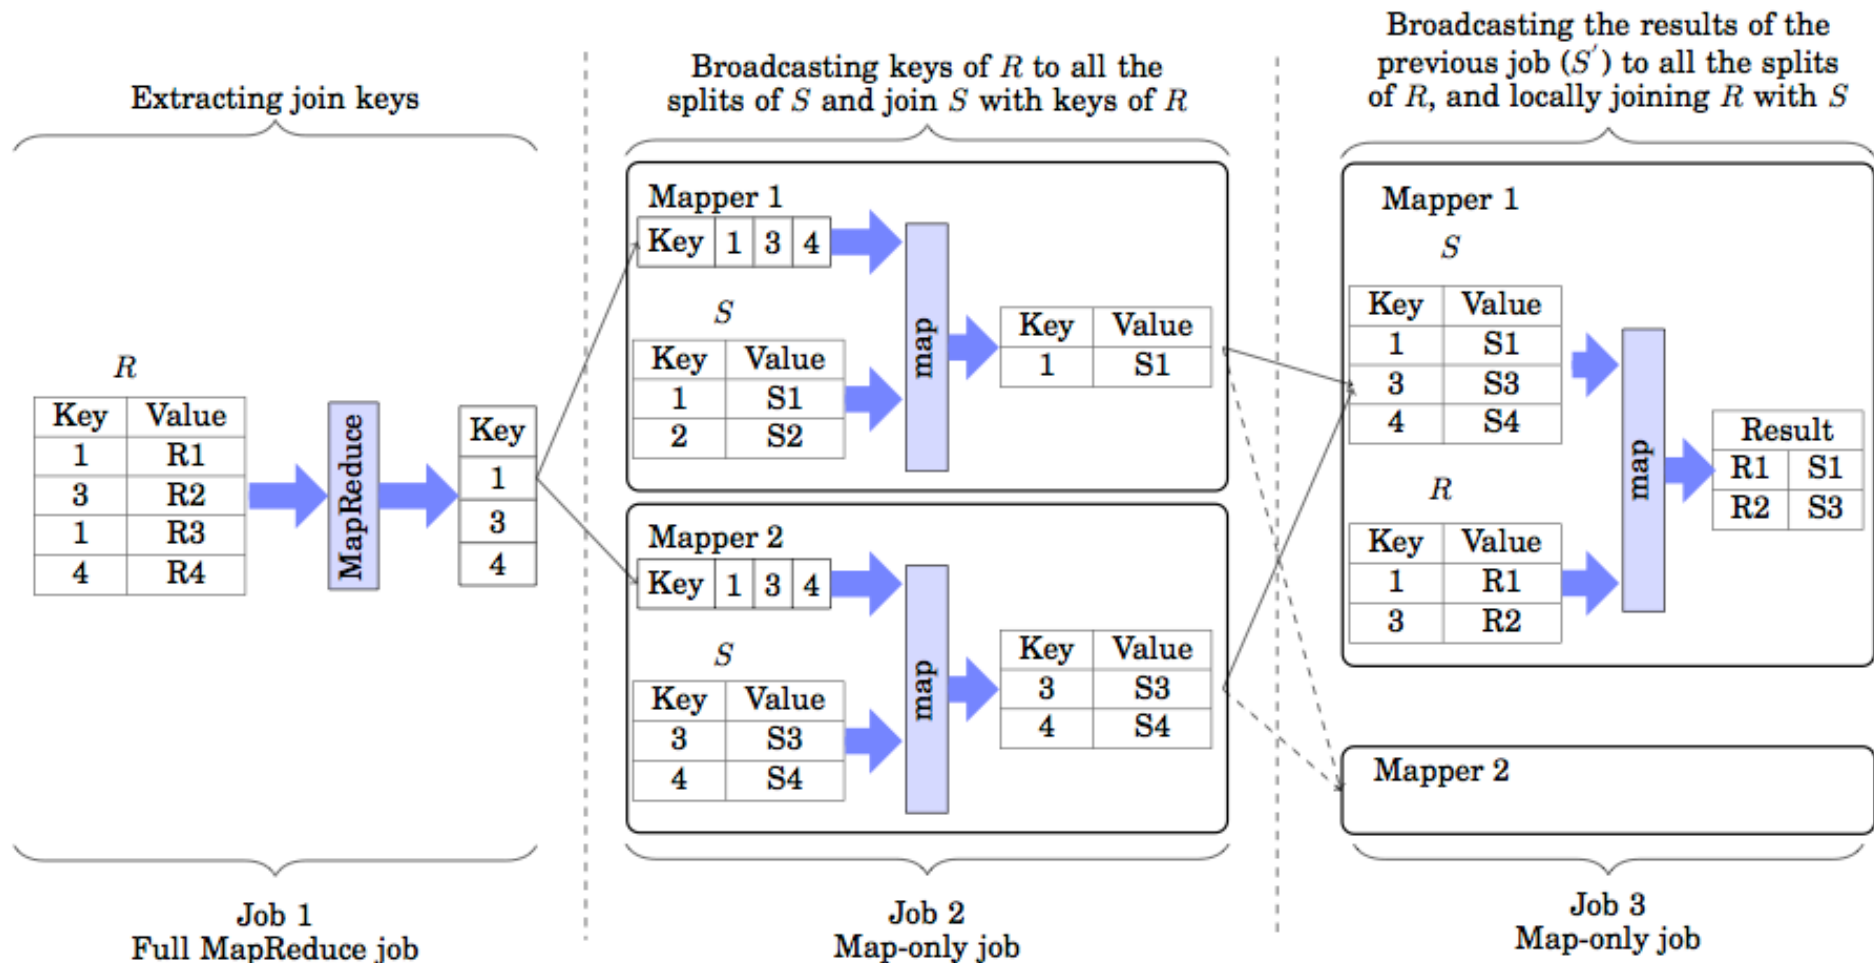 Extracting join keys
R
Key Value
1 R1
3 R2
1 R3
4 R4
MapReduce
Key
1
3
4
Job 1
Full MapReduce job
Broadcasting keys of R to all the
splits of S and join S with keys of R
Mapper 1
Key 1 3 4
S
Key Value
1 S1
2 S2
map
Key Value
1 S1
Mapper 2
Key 1 3 4
S
Key Value
3 S3
4 S4
map
Key Value
3 S3
4 S4
Job 2
Map-only job
Broadcasting the results of the
previous job (S′) to all the splits
of R, and locally joining R with S
Mapper 1
S
Key Value
1 S1
3 S3
4 S4
R
Key Value
1 R1
3 R2
map
Result
R1 S1
R2 S3
Mapper 2
Job 3
Map-only job